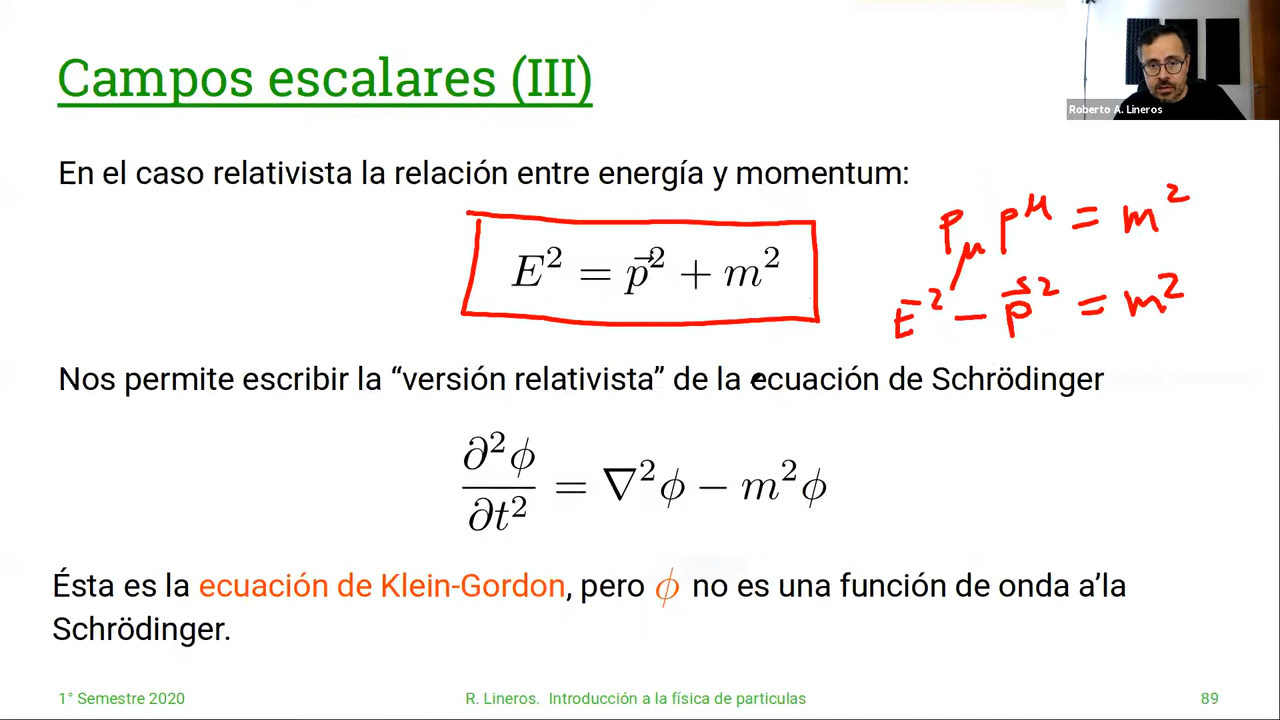 Campos escalares (III)
Roberto A. Lineros
En el caso relativista la relación entre energía y momentum:
E² = p⃗² + m²
p_μ p^μ = m²
E² − p⃗² = m²
Nos permite escribir la “versión relativista” de la ecuación de Schrödinger
∂²ϕ/∂t² = ∇²ϕ − m²ϕ
Ésta es la ecuación de Klein-Gordon, pero ϕ no es una función de onda a’la
Schrödinger.
1° Semestre 2020
R. Lineros. Introducción a la física de particulas
89